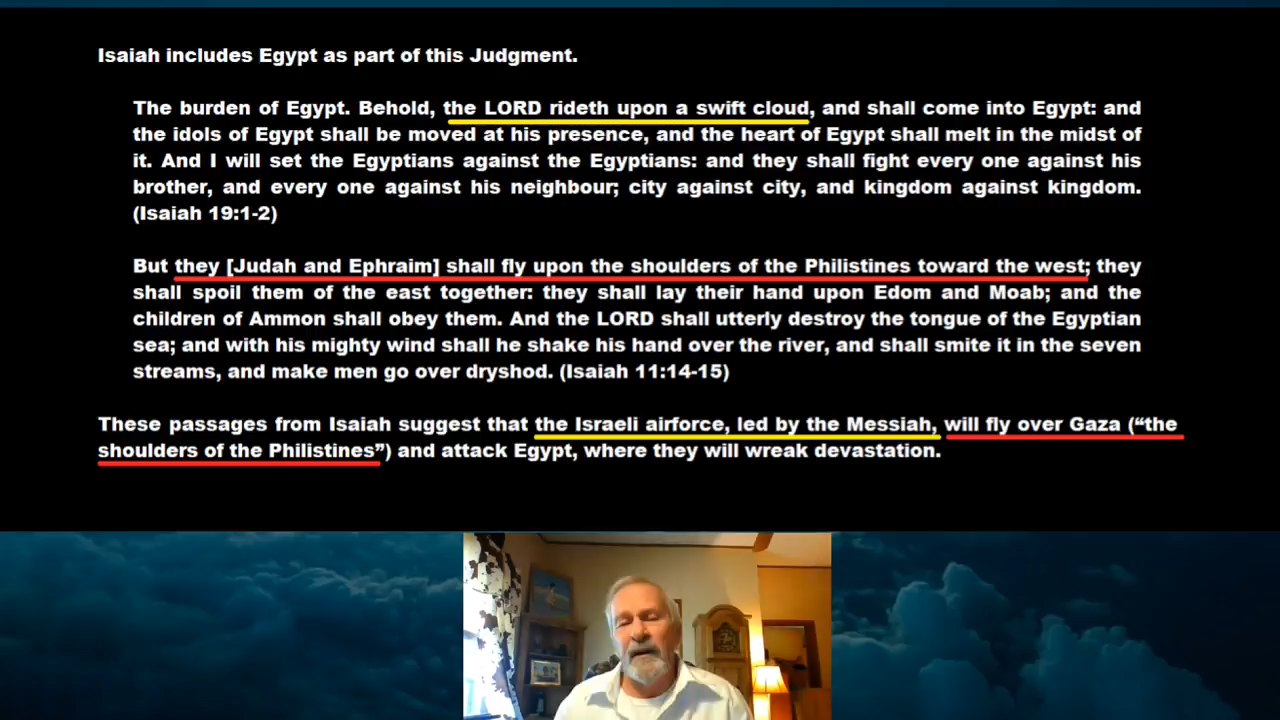 Isaiah includes Egypt as part of this Judgment.
The burden of Egypt. Behold, the LORD rideth upon a swift cloud, and shall come into Egypt: and
the idols of Egypt shall be moved at his presence, and the heart of Egypt shall melt in the midst of
it. And I will set the Egyptians against the Egyptians: and they shall fight every one against his
brother, and every one against his neighbour; city against city, and kingdom against kingdom.
(Isaiah 19:1-2)
But they [Judah and Ephraim] shall fly upon the shoulders of the Philistines toward the west; they
shall spoil them of the east together: they shall lay their hand upon Edom and Moab; and the
children of Ammon shall obey them. And the LORD shall utterly destroy the tongue of the Egyptian
sea; and with his mighty wind shall he shake his hand over the river, and shall smite it in the seven
streams, and make men go over dryshod. (Isaiah 11:14-15)
These passages from Isaiah suggest that the Israeli airforce, led by the Messiah, will fly over Gaza (“the
shoulders of the Philistines”) and attack Egypt, where they will wreak devastation.